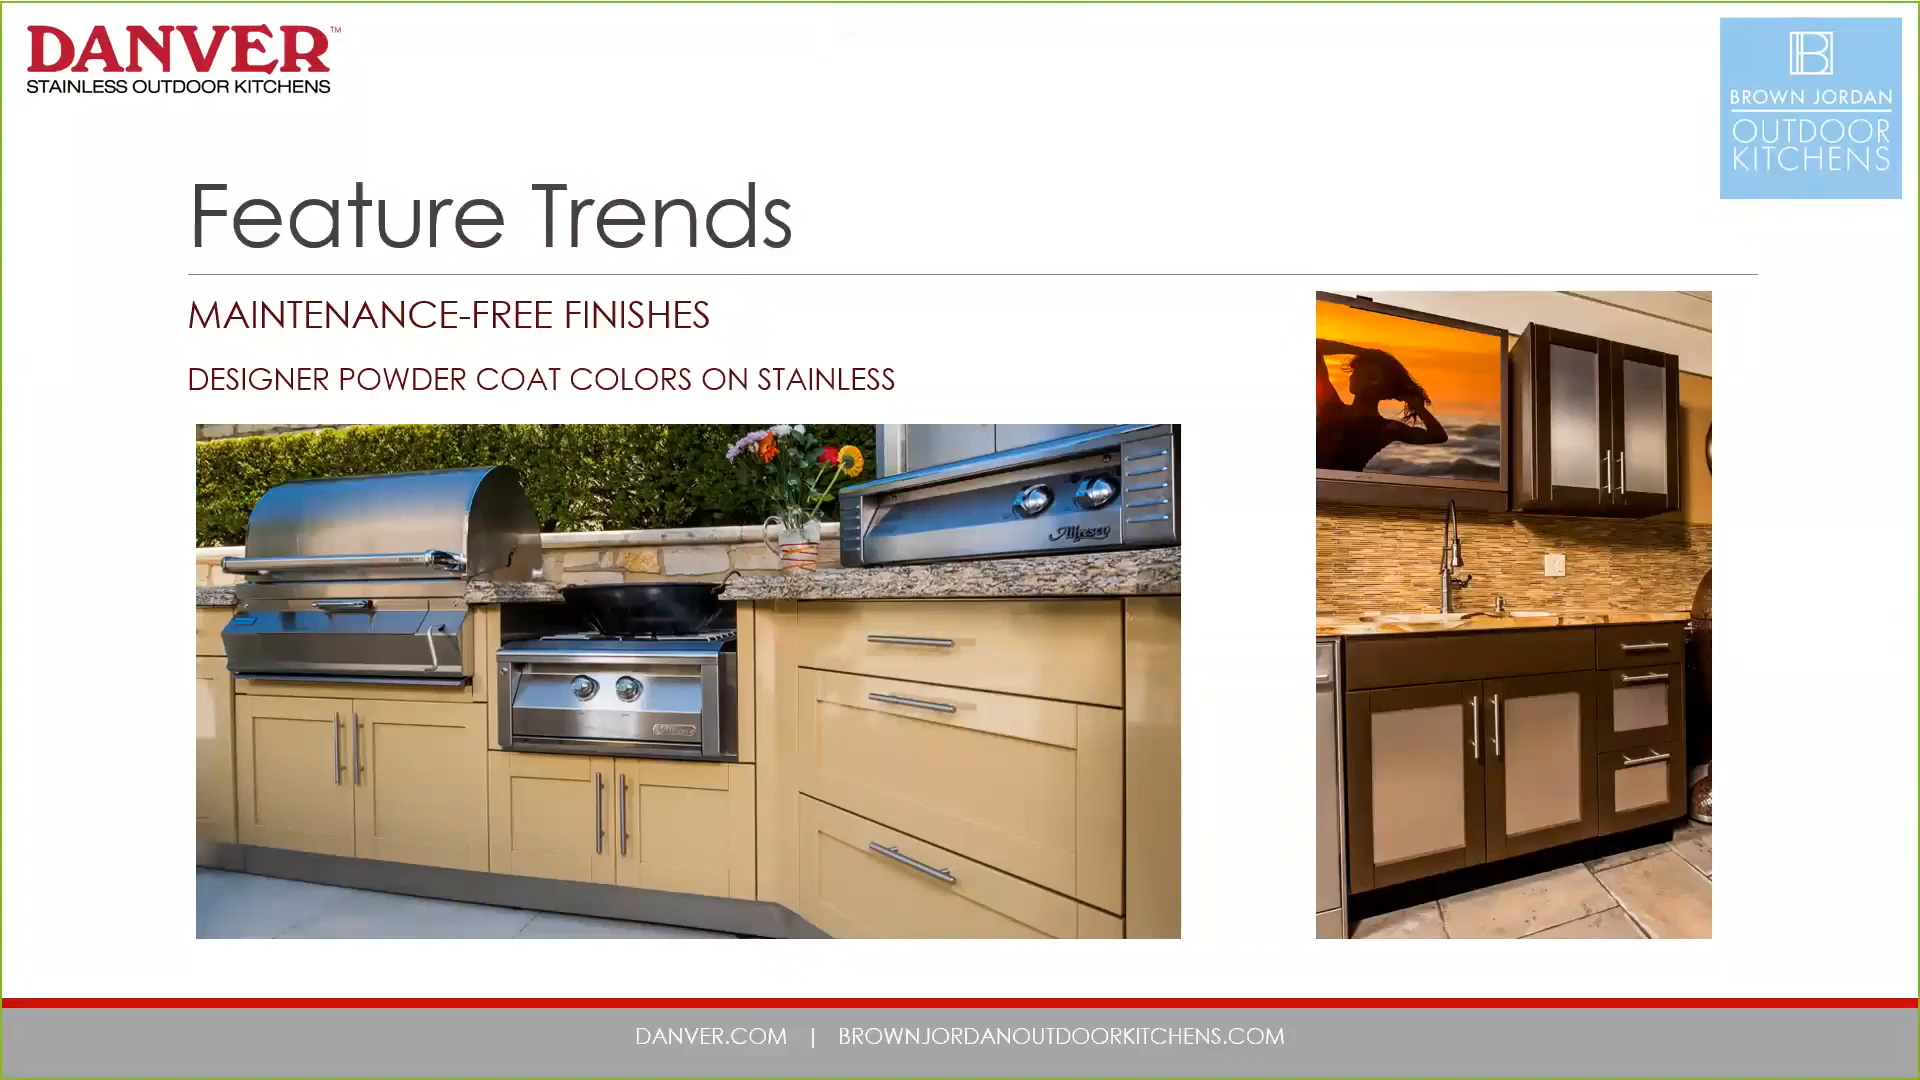 DANVER™
STAINLESS OUTDOOR KITCHENS
BROWN JORDAN
OUTDOOR
KITCHENS
Feature Trends
MAINTENANCE-FREE FINISHES
DESIGNER POWDER COAT COLORS ON STAINLESS
Alfresco
DANVER.COM | BROWNJORDANOUTDOORKITCHENS.COM